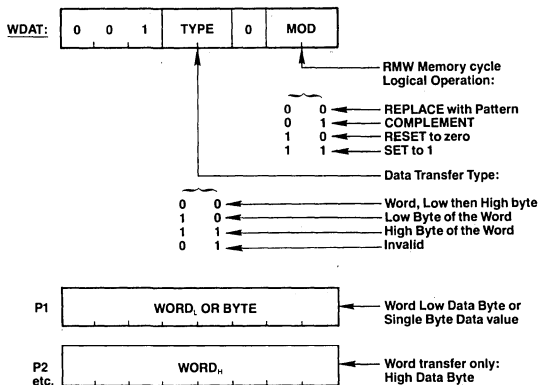 WDAT: 0 0 1 TYPE 0 MOD
RMW Memory cycle
Logical Operation:
0 0 REPLACE with Pattern
0 1 COMPLEMENT
1 0 RESET to zero
1 1 SET to 1
Data Transfer Type:
0 0 Word, Low then High byte
1 0 Low Byte of the Word
1 1 High Byte of the Word
0 1 Invalid
P1 WORDL OR BYTE Word Low Data Byte or
Single Byte Data value
P2 WORDH Word transfer only:
etc. High Data Byte